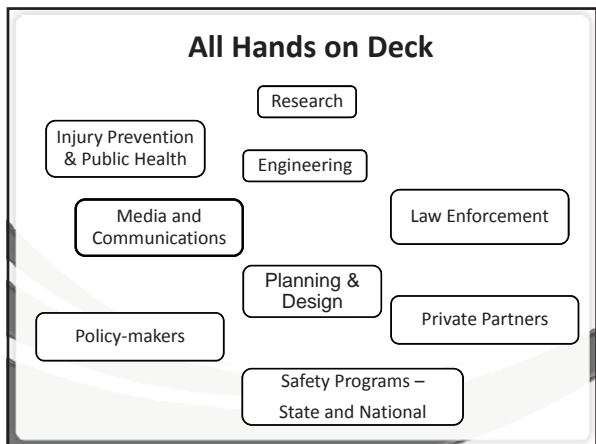 All Hands on Deck
Research
Injury Prevention
& Public Health
Engineering
Media and
Communications
Law Enforcement
Planning &
Design
Private Partners
Policy-makers
Safety Programs –
State and National